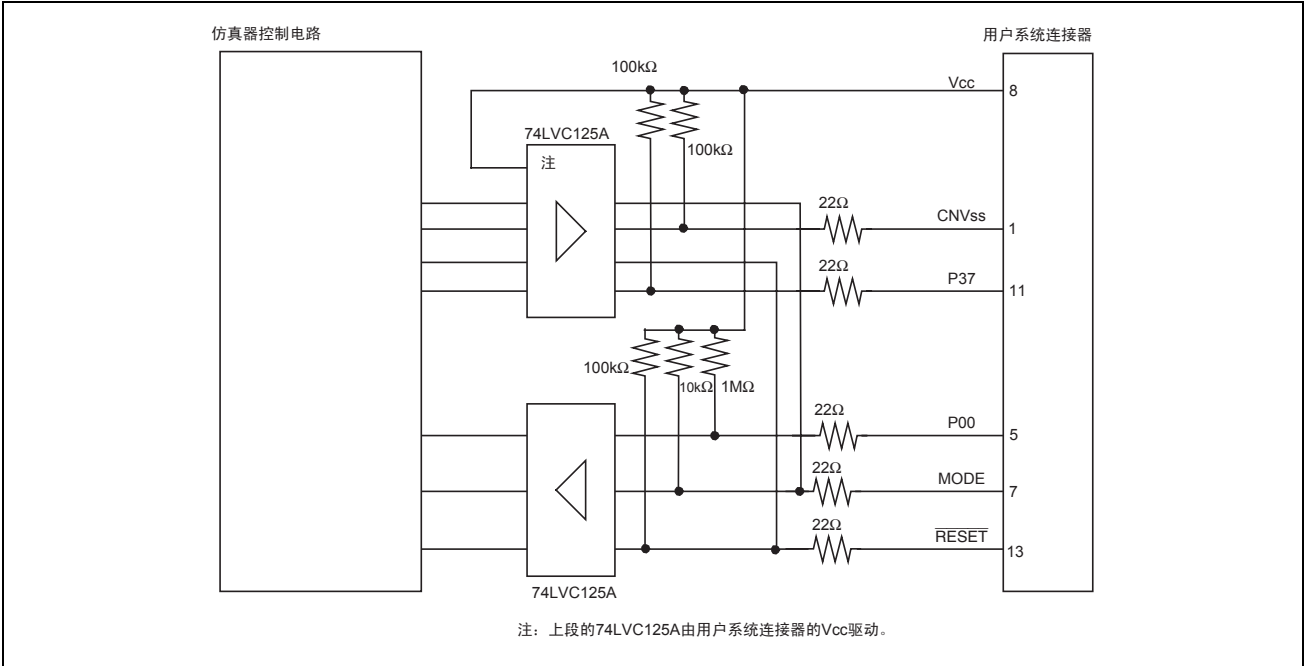 仿真器控制电路
用户系统连接器
100kΩ
Vcc
8
74LVC125A
注
100kΩ
22Ω
CNVss
1
22Ω
P37
11
100kΩ
10kΩ
1MΩ
22Ω
P00
5
22Ω
MODE
7
22Ω
RESET
13
74LVC125A
注：上段的74LVC125A由用户系统连接器的Vcc驱动。